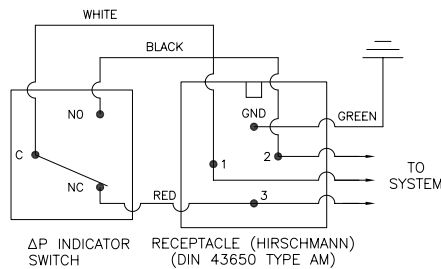 WHITE
BLACK
NO
GND
GREEN
C
1
2
TO
SYSTEM
NC
RED
3
ΔP INDICATOR
SWITCH
RECEPTACLE (HIRSCHMANN)
(DIN 43650 TYPE AM)